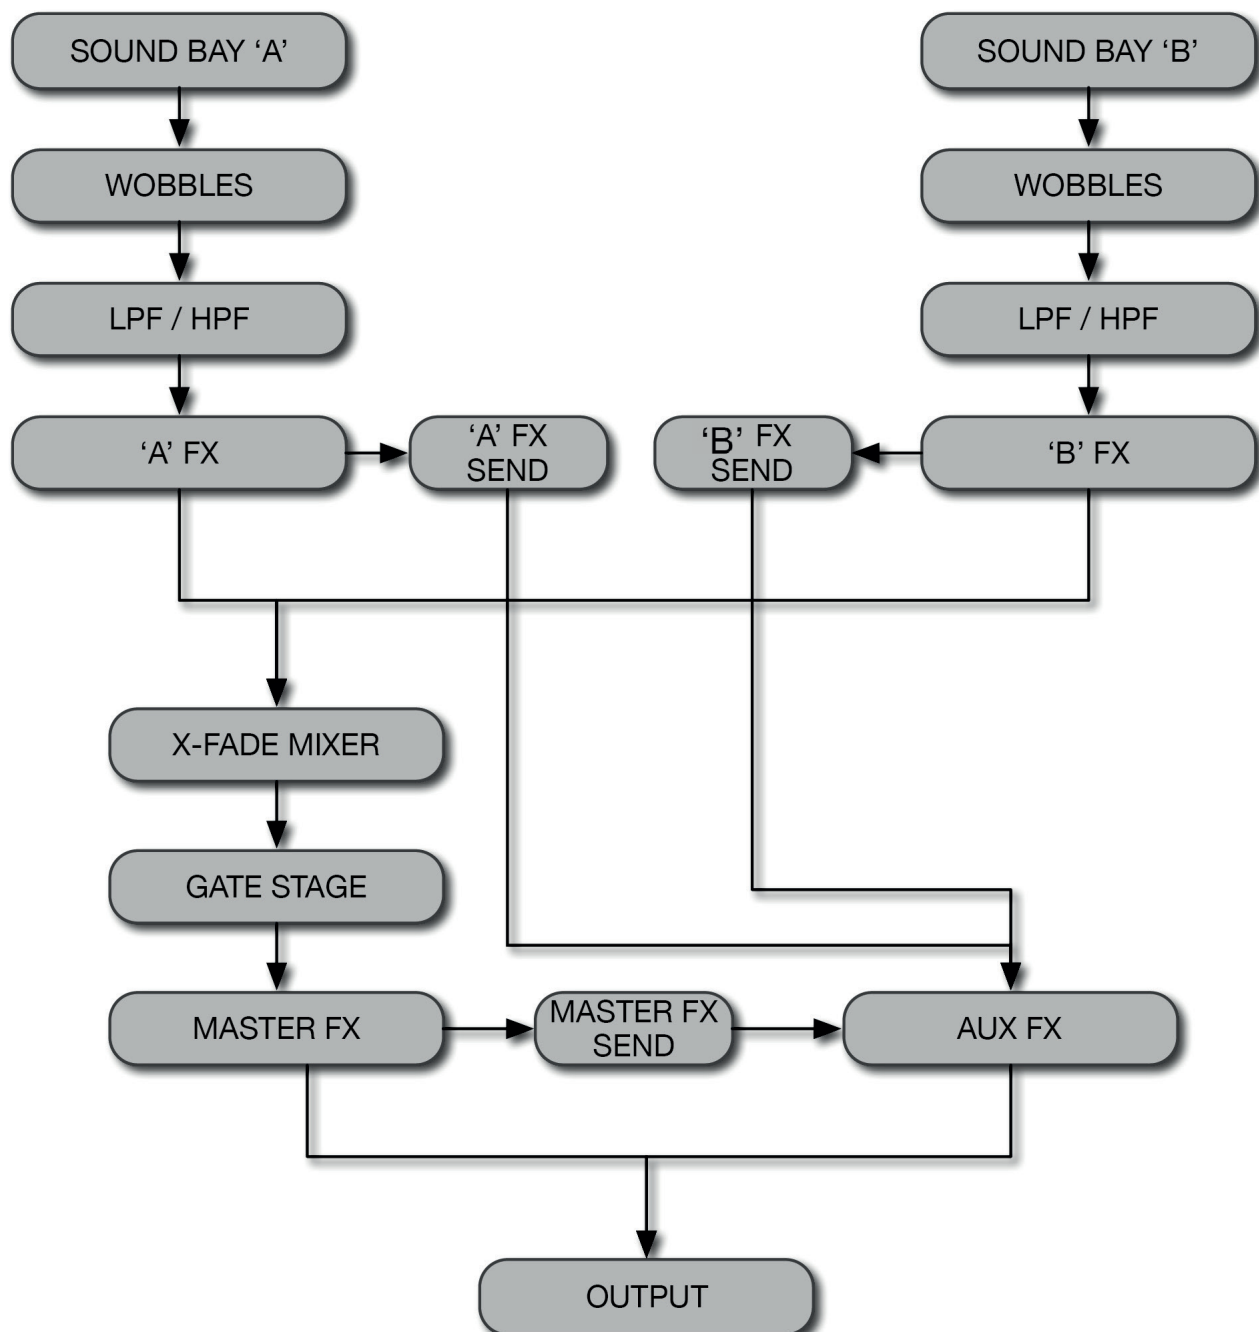 SOUND BAY ‘A’
SOUND BAY ‘B’
WOBBLES
WOBBLES
LPF / HPF
LPF / HPF
‘A’ FX
‘A’ FX
SEND
‘B’ FX
SEND
‘B’ FX
X-FADE MIXER
GATE STAGE
MASTER FX
MASTER FX
SEND
AUX FX
OUTPUT